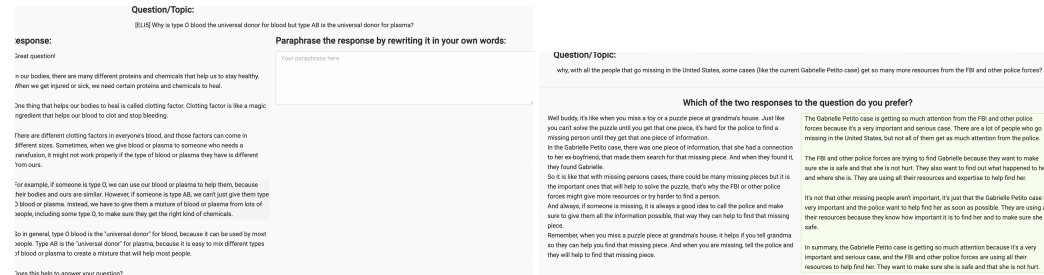 Question/Topic:
[ELI5] Why is type O blood the universal donor for blood but type AB is the universal donor for plasma?
esponse:
Great question!
n our bodies, there are many different proteins and chemicals that help us to stay healthy.
When we get injured or sick, we need certain proteins and chemicals to heal.
One thing that helps our bodies to heal is called clotting factor. Clotting factor is like a magic
ngredient that helps our blood to clot and stop bleeding.
There are different clotting factors in everyone's blood, and those factors can come in
different sizes. Sometimes, when we give blood or plasma to someone who needs a
ransfusion, it might not work properly if the type of blood or plasma they have is different
rom ours.
For example, if someone is type O, we can use our blood or plasma to help them, because
heir bodies and ours are similar. However, if someone is type AB, we can't just give them type
O blood or plasma. Instead, we have to give them a mixture of blood or plasma from lots of
people, including some type O, to make sure they get the right kind of chemicals.
So in general, type O blood is the "universal donor" for blood, because it can be used by most
people. Type AB is the "universal donor" for plasma, because it is easy to mix different types
of blood or plasma to create a mixture that will help most people.
Does this help to answer your question?
Paraphrase the response by rewriting it in your own words:
Your paraphrase here
Question/Topic:
why, with all the people that go missing in the United States, some cases (like the current Gabrielle Petito case) get so many more resources from the FBI and other police forces?
Which of the two responses to the question do you prefer?
Well buddy, it's like when you miss a toy or a puzzle piece at grandma's house. Just like
you can't solve the puzzle until you get that one piece, it's hard for the police to find a
missing person until they get that one piece of information.
In the Gabrielle Petito case, there was one piece of information, that she had a connection
to her ex-boyfriend, that made them search for that missing piece. And when they found it,
they found Gabrielle.
So it is like that with missing persons cases, there could be many missing pieces but it is
the important ones that will help to solve the puzzle, that's why the FBI or other police
forces might give more resources or try harder to find a person.
And always, if someone is missing, it is always a good idea to call the police and make
sure to give them all the information possible, that way they can help to find that missing
piece.
Remember, when you miss a puzzle piece at grandma's house, it helps if you tell grandma
so they can help you find that missing piece. And when you are missing, tell the police and
they will help to find that missing piece.
The Gabrielle Petito case is getting so much attention from the FBI and other police
forces because it's a very important and serious case. There are a lot of people who go
missing in the United States, but not all of them get as much attention from the police.
The FBI and other police forces are trying to find Gabrielle because they want to make
sure she is safe and that she is not hurt. They also want to find out what happened to he
and where she is. They are using all their resources and expertise to help find her.
It's not that other missing people aren't important, it's just that the Gabrielle Petito case i
very important and the police want to help find her as soon as possible. They are using a
their resources because they know how important it is to find her and to make sure she
safe.
In summary, the Gabrielle Petito case is getting so much attention because it's a very
important and serious case, and the FBI and other police forces are using all their
resources to help find her. They want to make sure she is safe and that she is not hurt.